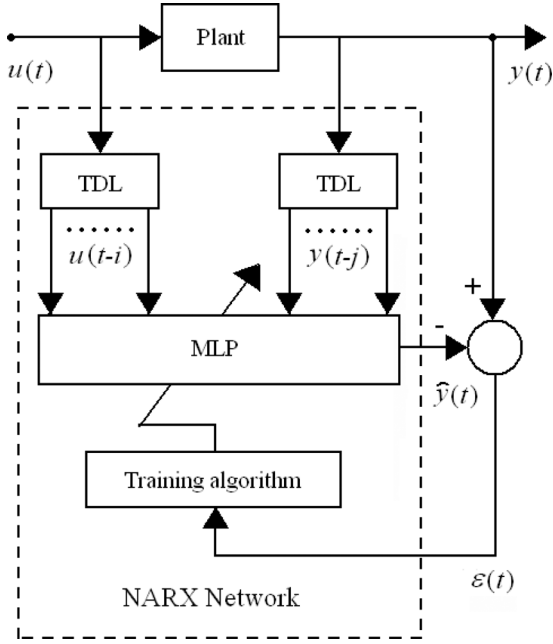 Plant
u(t)
y(t)
TDL
TDL
......
......
u(t-i)
y(t-j)
+
MLP
-
ŷ(t)
Training algorithm
ε(t)
NARX Network